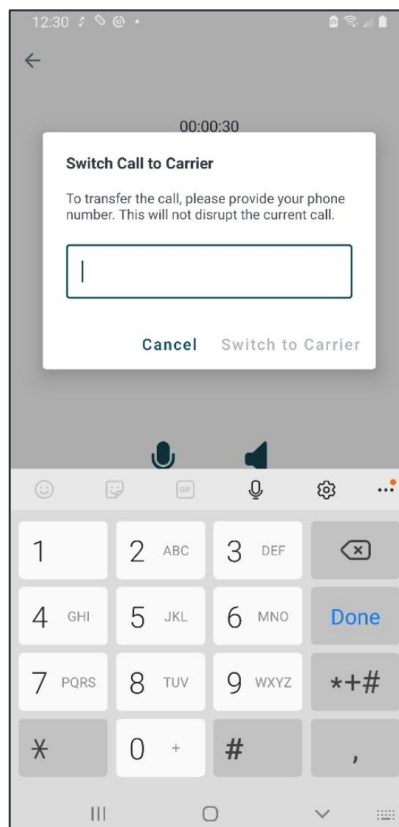 12:30
00:00:30
Switch Call to Carrier
To transfer the call, please provide your phone
number. This will not disrupt the current call.
Cancel Switch to Carrier
GIF
1 2 ABC 3 DEF
4 GHI 5 JKL 6 MNO Done
7 PQRS 8 TUV 9 WXYZ *+#
* 0 + # ,